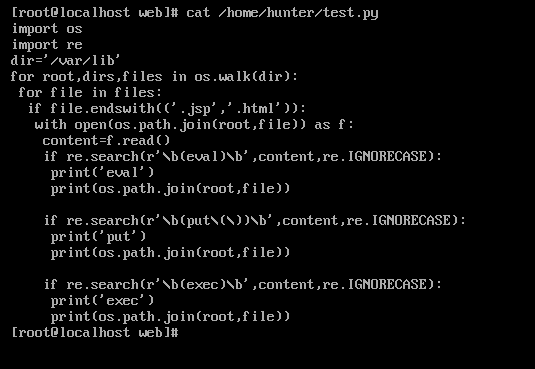 [root@localhost web]# cat /home/hunter/test.py
import os
import re
dir='/var/lib'
for root,dirs,files in os.walk(dir):
 for file in files:
  if file.endswith(('.jsp','.html')):
   with open(os.path.join(root,file)) as f:
    content=f.read()
    if re.search(r'\b(eval)\b',content,re.IGNORECASE):
     print('eval')
     print(os.path.join(root,file))

    if re.search(r'\b(put\(\))\b',content,re.IGNORECASE):
     print('put')
     print(os.path.join(root,file))

    if re.search(r'\b(exec)\b',content,re.IGNORECASE):
     print('exec')
     print(os.path.join(root,file))
[root@localhost web]#